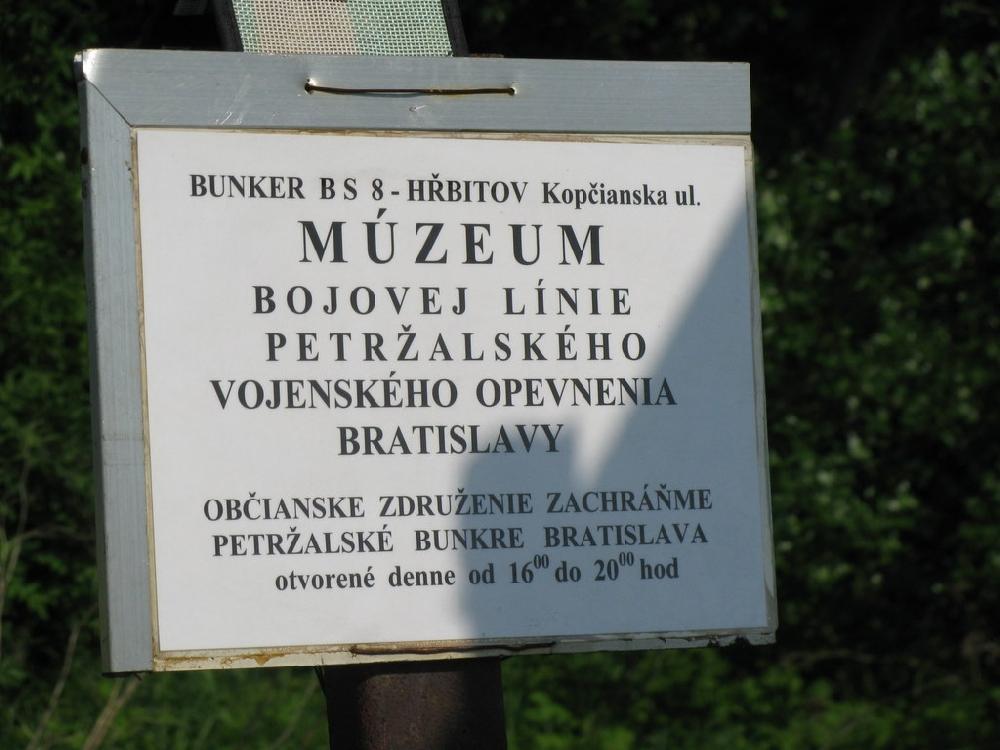 BUNKER BS 8 - HŘBITOV Kopčianska ul.
MÚZEUM
BOJOVEJ LÍNIE
PETRŽALSKÉHO
VOJENSKÉHO OPEVNENIA
BRATISLAVY
OBČIANSKE ZDRUŽENIE ZACHRÁŇME
PETRŽALSKÉ BUNKRE BRATISLAVA
otvorené denne od 16⁰⁰ do 20⁰⁰ hod